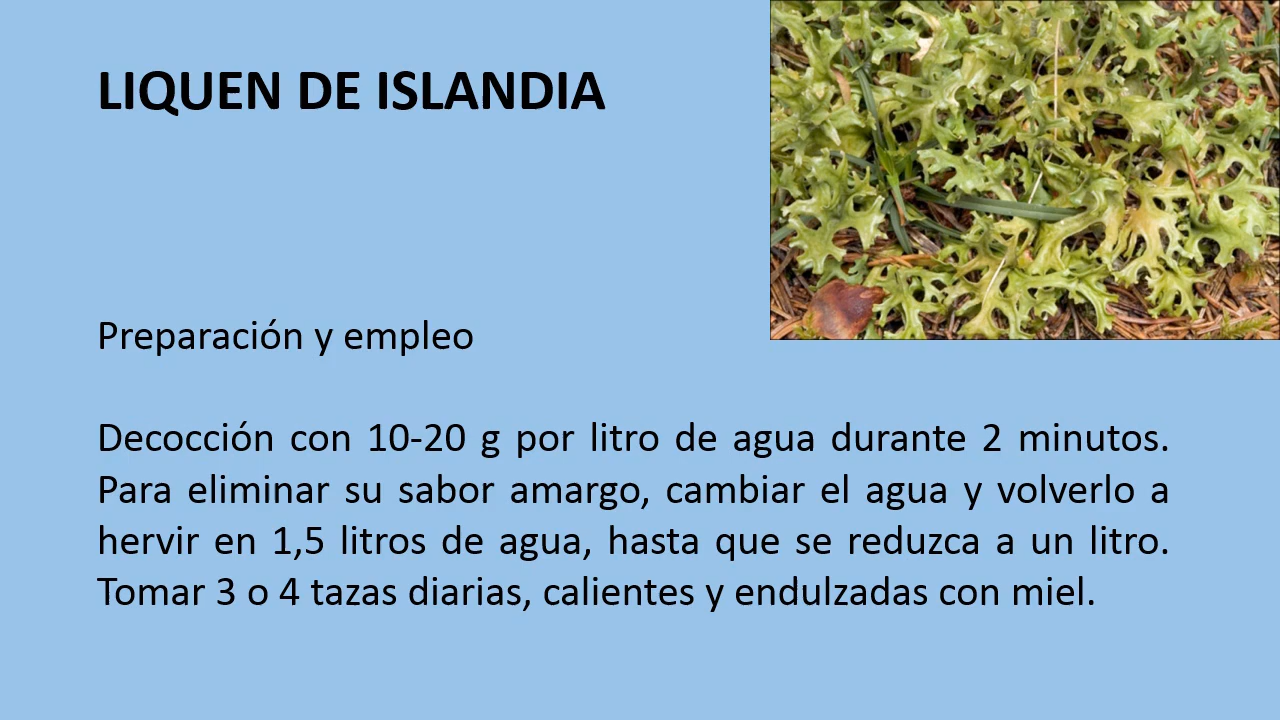 LIQUEN DE ISLANDIA
Preparación y empleo
Decocción con 10-20 g por litro de agua durante 2 minutos.
Para eliminar su sabor amargo, cambiar el agua y volverlo a
hervir en 1,5 litros de agua, hasta que se reduzca a un litro.
Tomar 3 o 4 tazas diarias, calientes y endulzadas con miel.